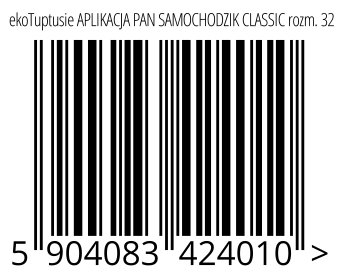 ekoTuptusie APLIKACJA PAN SAMOCHODZIK CLASSIC rozm. 32
5 904083 424010 >